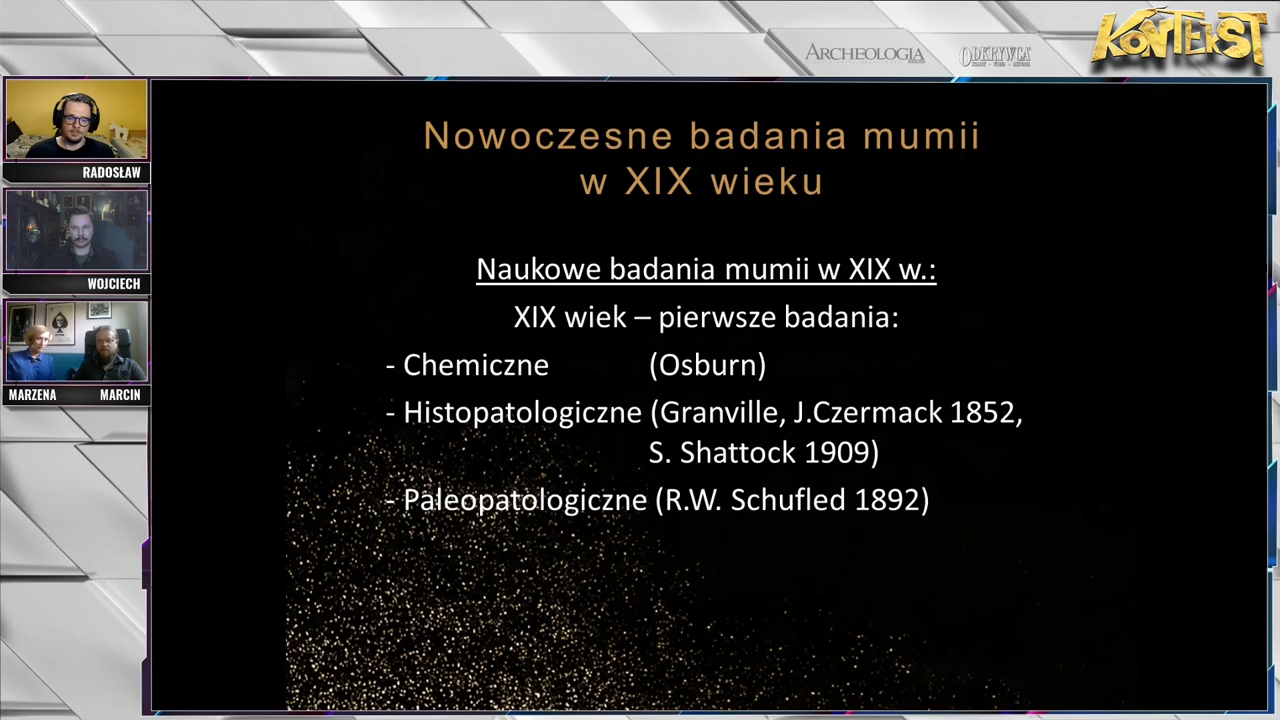 ARCHEOLOGIA
ODKRYWCA
KONTEKST
RADOSŁAW
WOJCIECH
MARZENA MARCIN
Nowoczesne badania mumii
w XIX wieku
Naukowe badania mumii w XIX w.:
XIX wiek – pierwsze badania:
- Chemiczne (Osburn)
- Histopatologiczne (Granville, J.Czermack 1852,
S. Shattock 1909)
- Paleopatologiczne (R.W. Schufled 1892)